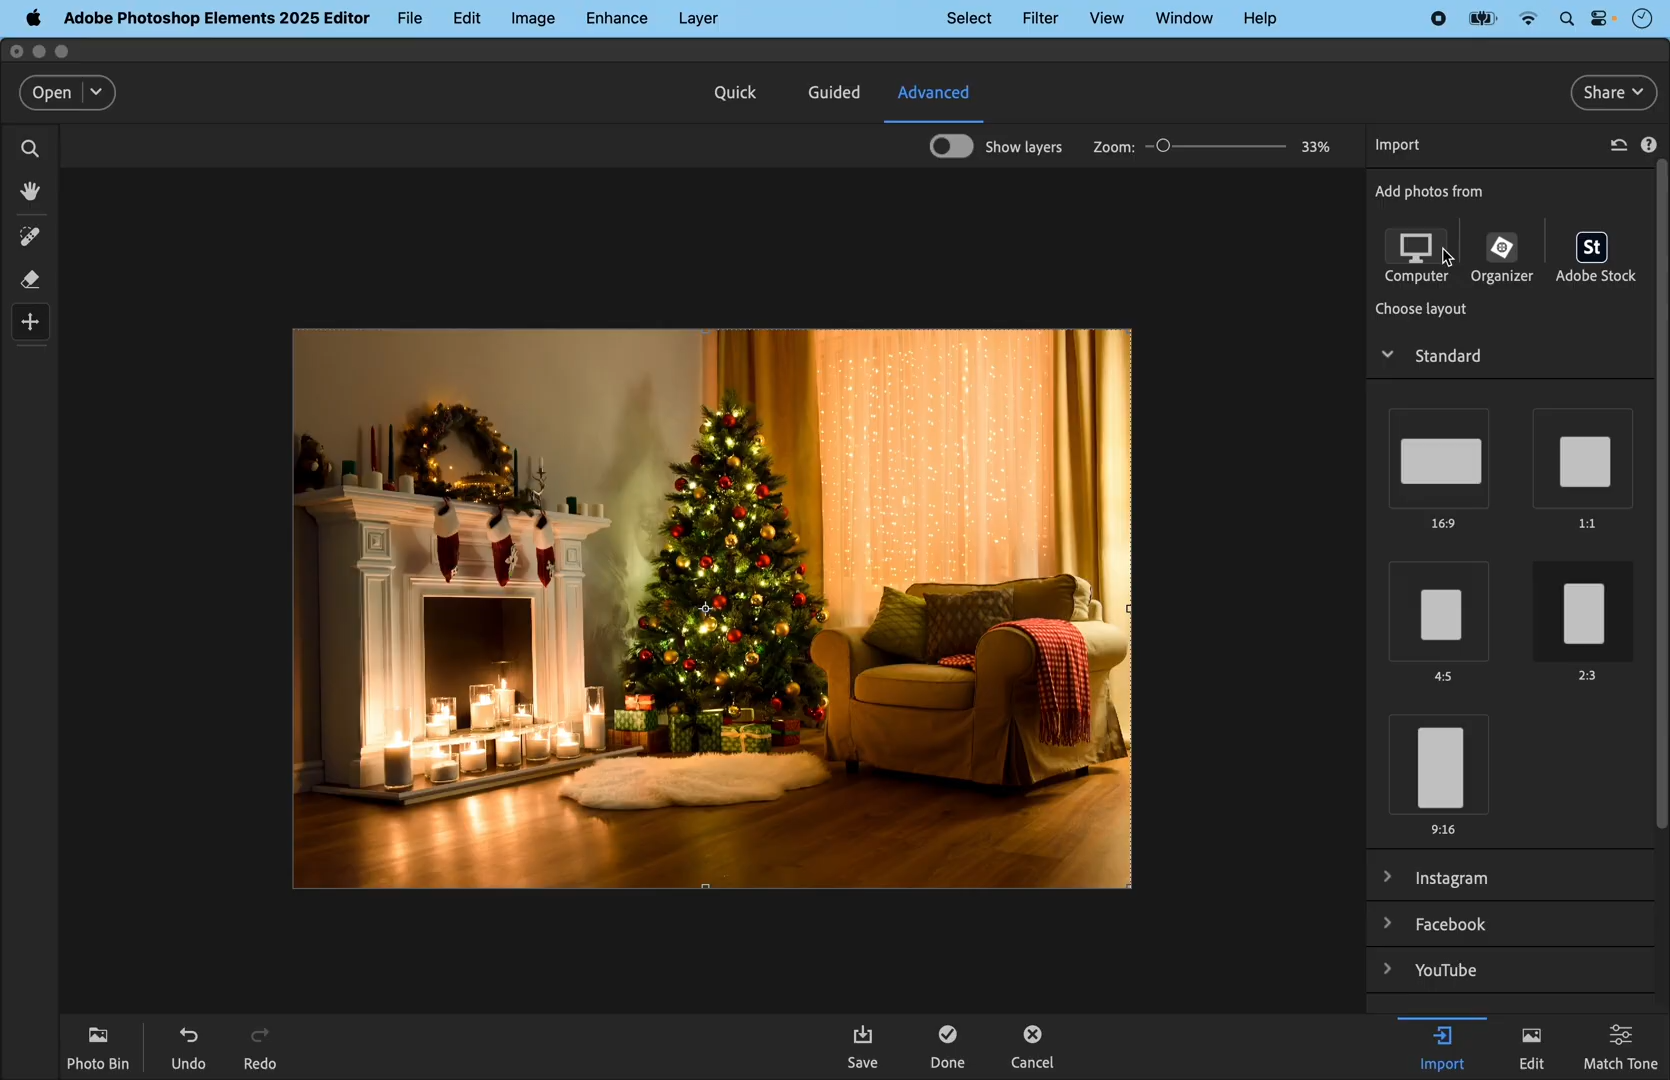 Adobe Photoshop Elements 2025 Editor File Edit Image Enhance Layer Select Filter View Window Help
Open Quick Guided Advanced Share
Show layers Zoom: 33% Import
Add photos from
St
Computer Organizer Adobe Stock
Choose layout
Standard
16:9 1:1
4:5 2:3
9:16
Instagram
Facebook
YouTube
Photo Bin Undo Redo Save Done Cancel Import Edit Match Tone